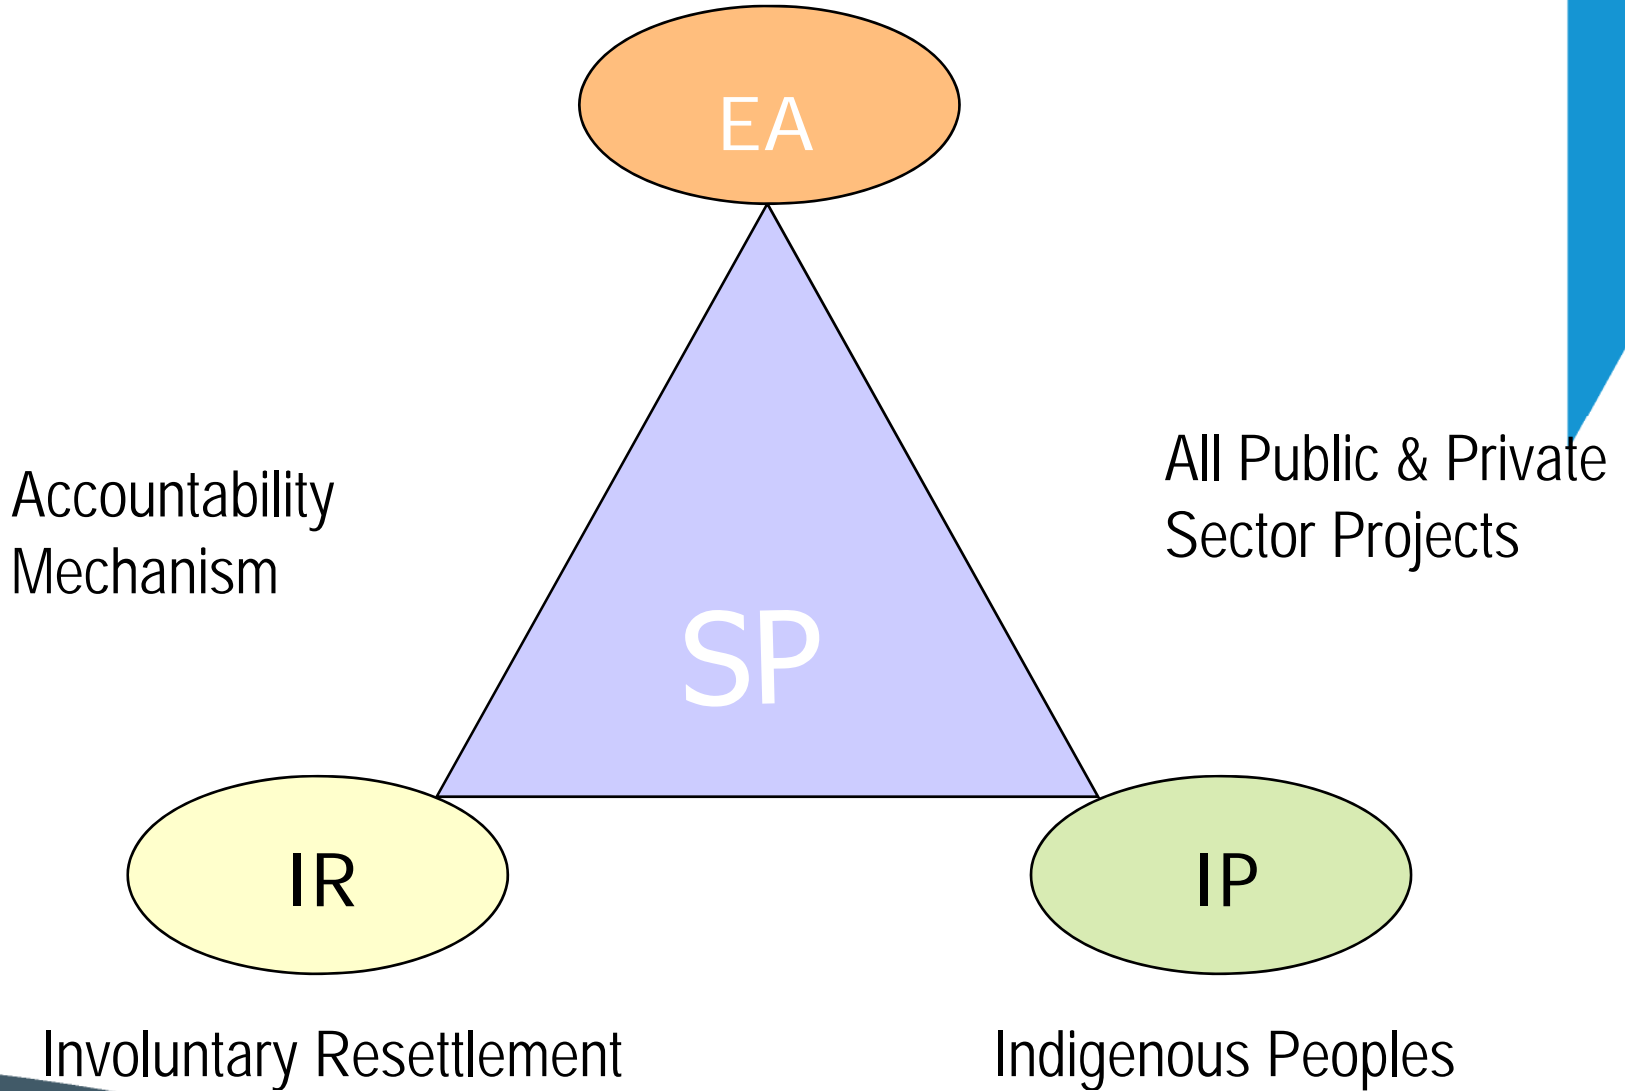 EA
Accountability
Mechanism
All Public & Private
Sector Projects
SP
IR
IP
Involuntary Resettlement
Indigenous Peoples